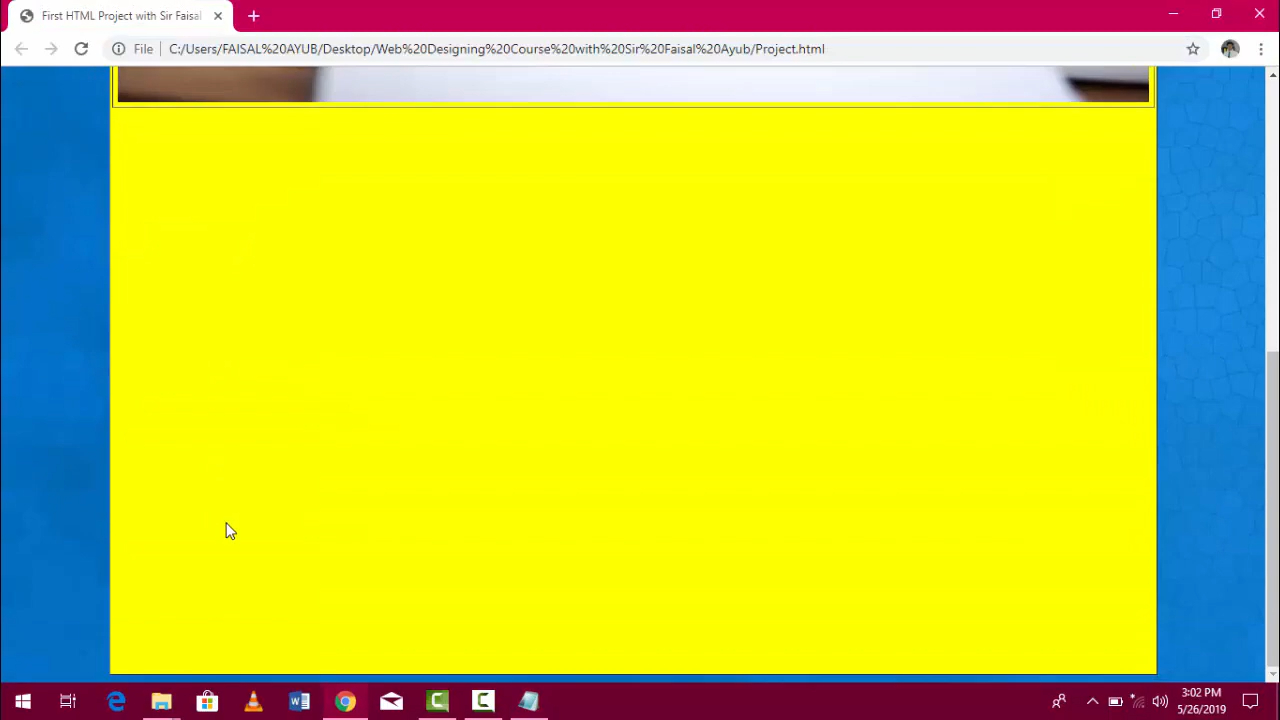 First HTML Project with Sir Faisal
File
C:/Users/FAISAL%20AYUB/Desktop/Web%20Designing%20Course%20with%20Sir%20Faisal%20Ayub/Project.html
3:02 PM
5/26/2019